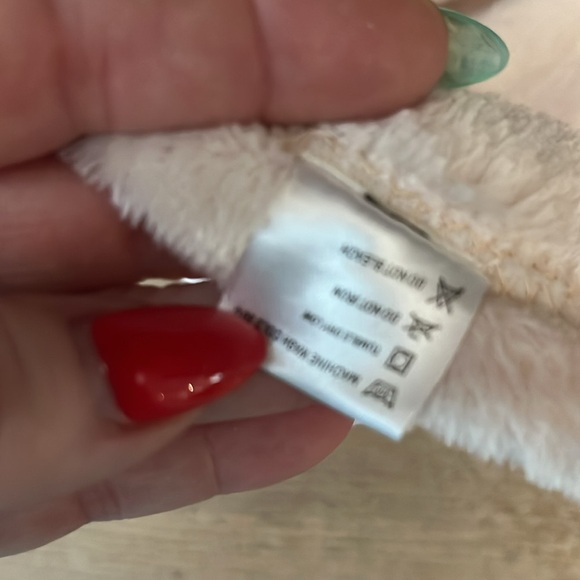 MACHINE WASH
TUMBLE DRY LOW
DO NOT IRON
DO NOT BLEACH